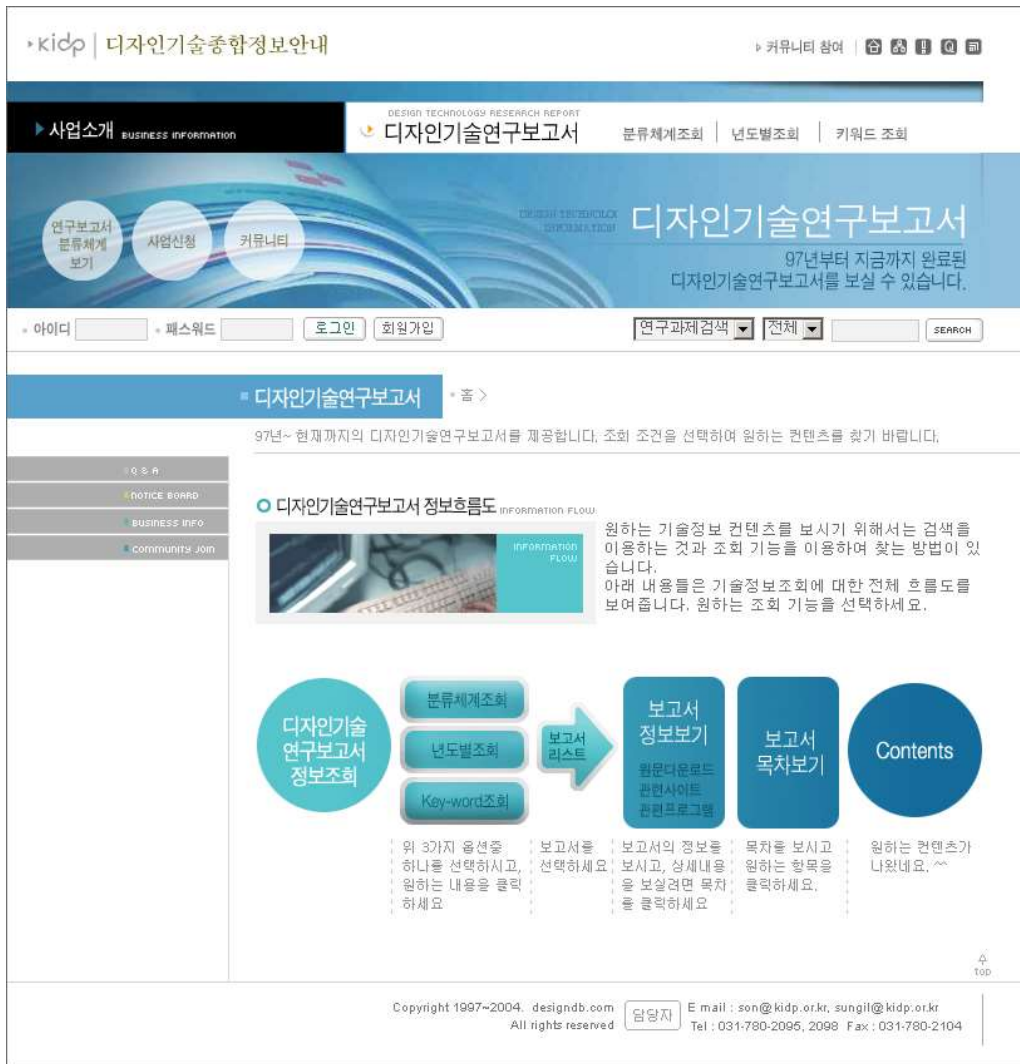 kidp 디자인기술종합정보안내
커뮤니티 참여
사업소개 BUSINESS INFORMATION
DESIGN TECHNOLOGY RESEARCH REPORT
디자인기술연구보고서
분류체계조회
년도별조회
키워드 조회
연구보고서
분류체계
보기
사업신청
커뮤니티
디자인기술연구보고서
97년부터 지금까지 완료된
디자인기술연구보고서를 보실 수 있습니다.
아이디
패스워드
로그인
회원가입
연구과제검색
전체
SEARCH
디자인기술연구보고서
홈 >
97년~ 현재까지의 디자인기술연구보고서를 제공합니다. 조회 조건을 선택하여 원하는 컨텐츠를 찾기 바랍니다.
Q & A
NOTICE BOARD
BUSINESS INFO
COMMUNITY JOIN
디자인기술연구보고서 정보흐름도 INFORMATION FLOW
INFORMATION
FLOW
원하는 기술정보 컨텐츠를 보시기 위해서는 검색을
이용하는 것과 조회 기능을 이용하여 찾는 방법이 있
습니다.
아래 내용들은 기술정보조회에 대한 전체 흐름도를
보여줍니다. 원하는 조회 기능을 선택하세요.
디자인기술
연구보고서
정보조회
분류체계조회
년도별조회
Key-word조회
보고서
리스트
보고서
정보보기
원문다운로드
관련사이트
관련프로그램
보고서
목차보기
Contents
위 3가지 옵션중
하나를 선택하시고,
원하는 내용을 클릭
하세요
보고서를
선택하세요
보고서의 정보를
보시고, 상세내용
을 보실려면 목차
를 클릭하세요
목차를 보시고
원하는 항목을
클릭하세요.
원하는 컨텐츠가
나왔네요. ^^
TOP
Copyright 1997~2004. designdb.com
All rights reserved
담당자
E mail : son@kidp.or.kr, sungil@kidp.or.kr
Tel : 031-780-2095, 2098 Fax : 031-780-2104